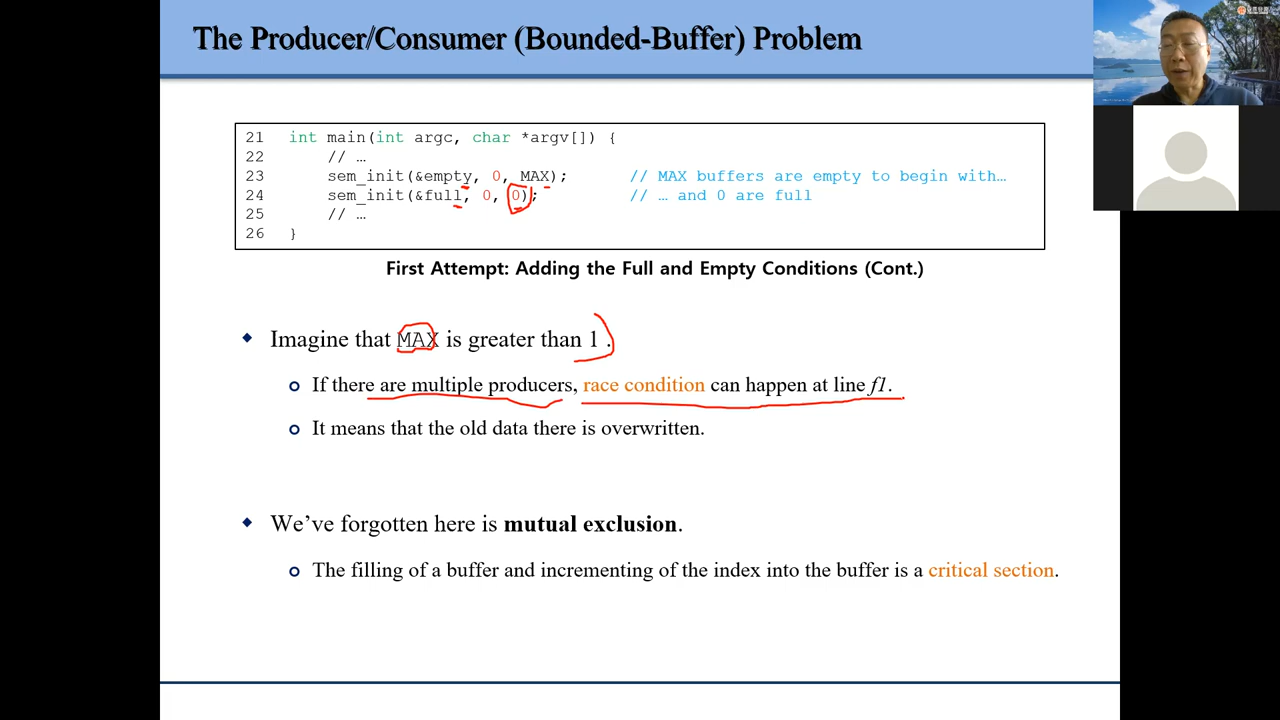 The Producer/Consumer (Bounded-Buffer) Problem
21 int main(int argc, char *argv[]) {
22 // …
23 sem_init(&empty, 0, MAX); // MAX buffers are empty to begin with…
24 sem_init(&full, 0, 0); // … and 0 are full
25 // …
26 }
First Attempt: Adding the Full and Empty Conditions (Cont.)
Imagine that MAX is greater than 1 .
If there are multiple producers, race condition can happen at line f1.
It means that the old data there is overwritten.
We’ve forgotten here is mutual exclusion.
The filling of a buffer and incrementing of the index into the buffer is a critical section.